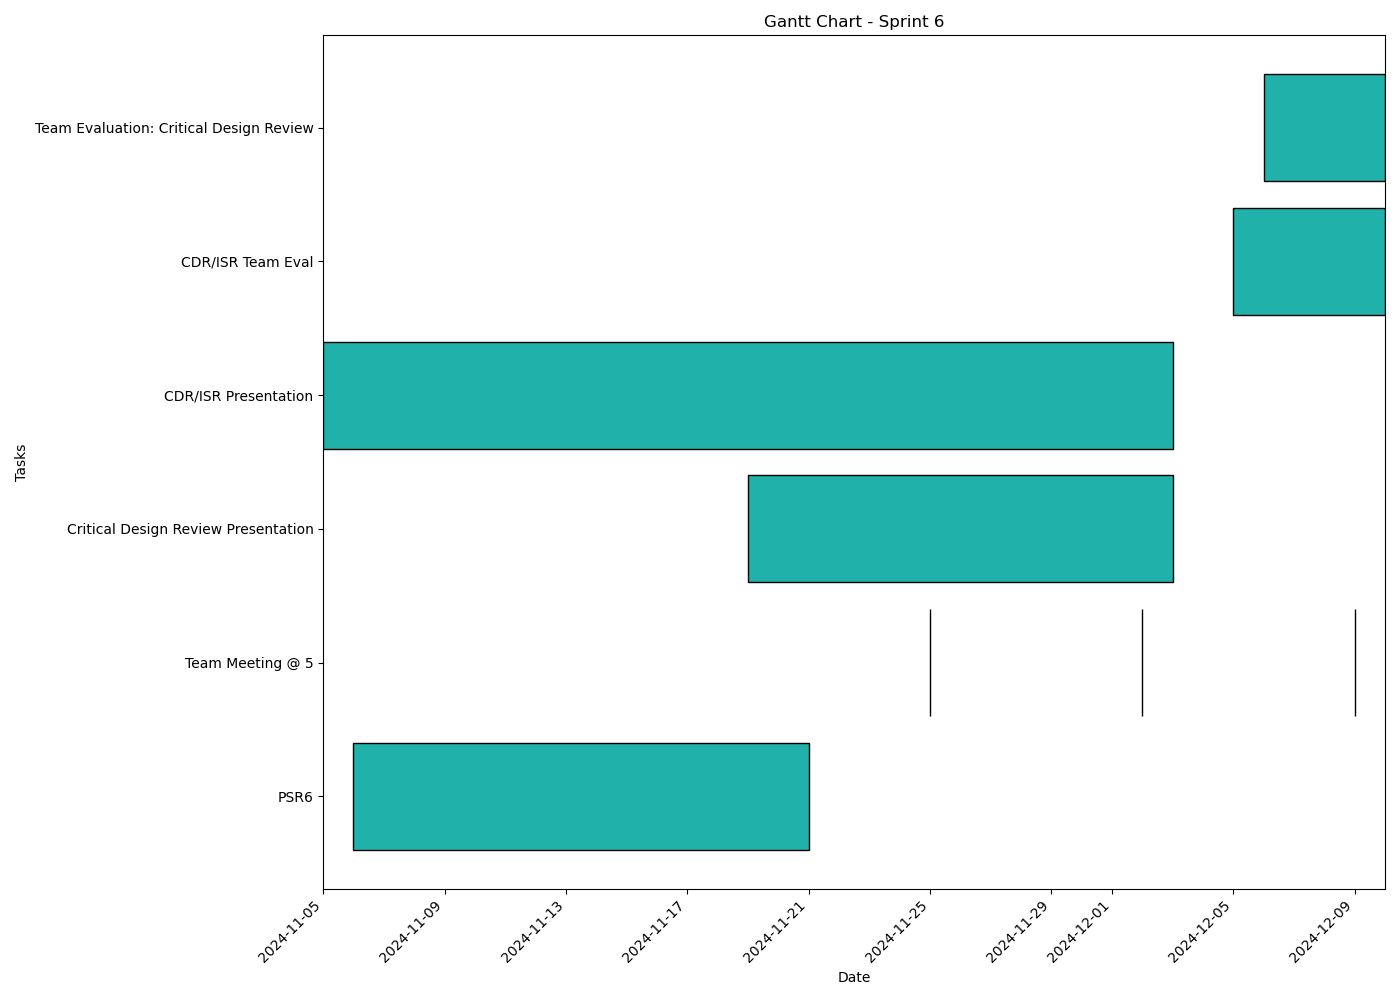 Gantt Chart - Sprint 6
Tasks
Team Evaluation: Critical Design Review
CDR/ISR Team Eval
CDR/ISR Presentation
Critical Design Review Presentation
Team Meeting @ 5
PSR6
2024-11-05
2024-11-09
2024-11-13
2024-11-17
2024-11-21
2024-11-25
2024-11-29
2024-12-01
2024-12-05
2024-12-09
Date